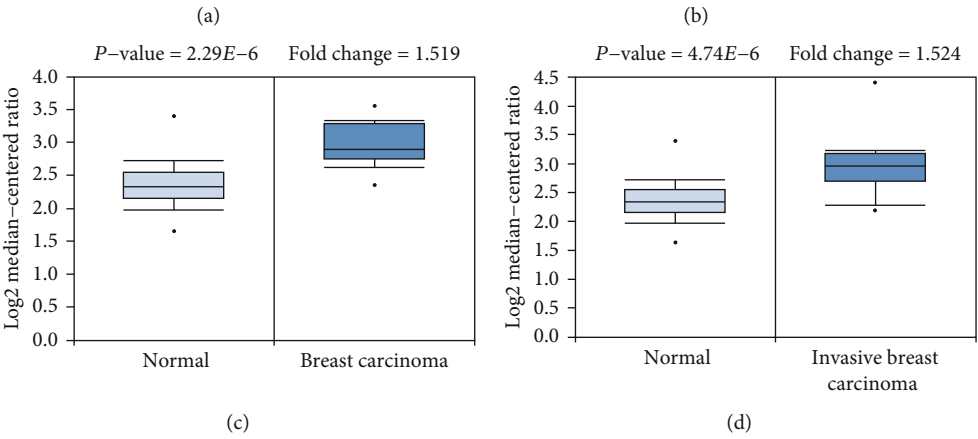 (a)
(b)
P−value = 2.29E−6 Fold change = 1.519
Log2 median−centered ratio
4.0
3.5
3.0
2.5
2.0
1.5
1.0
0.5
0.0
Normal Breast carcinoma
(c)
P−value = 4.74E−6 Fold change = 1.524
Log2 median−centered ratio
4.5
4.0
3.5
3.0
2.5
2.0
1.5
1.0
0.5
0.0
Normal Invasive breast
carcinoma
(d)